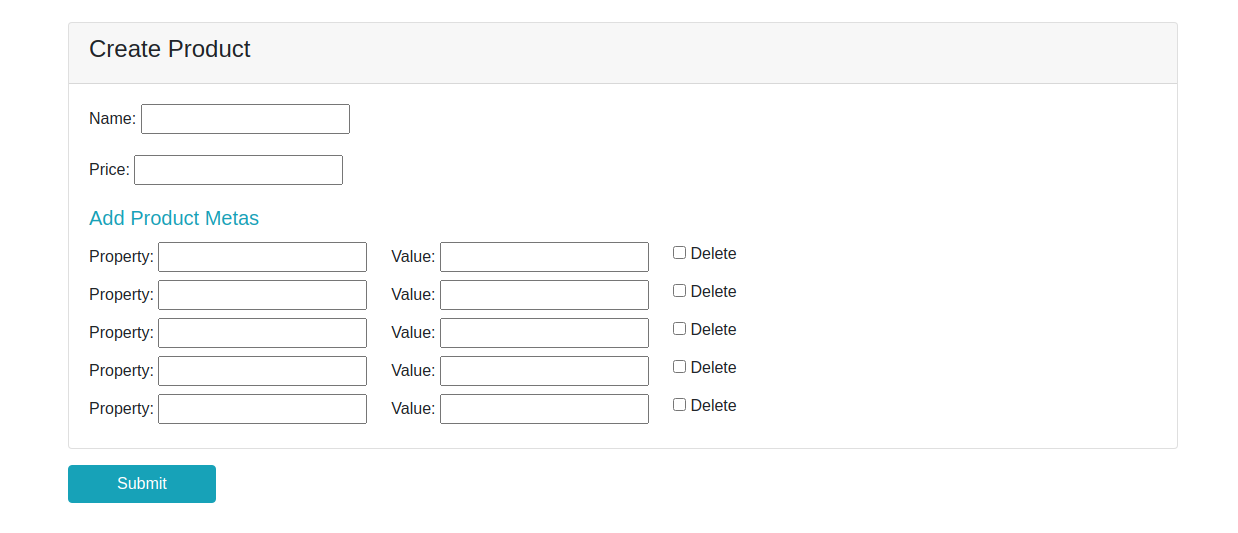 Create Product
Name:
Price:
Add Product Metas
Property: Value: Delete
Property: Value: Delete
Property: Value: Delete
Property: Value: Delete
Property: Value: Delete
Submit